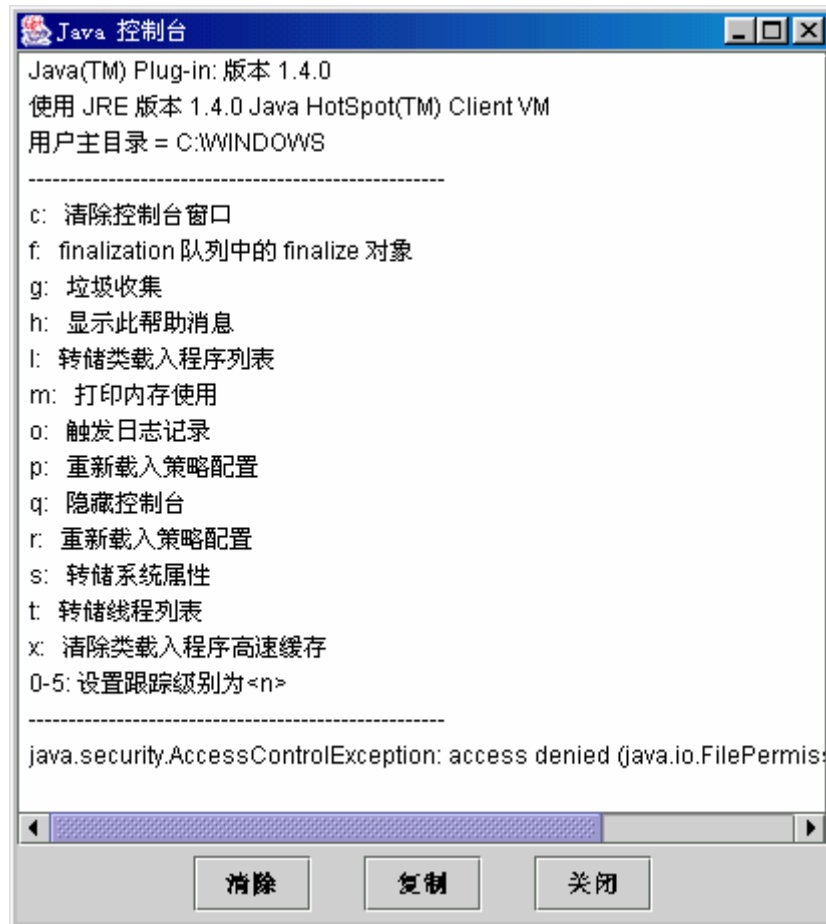 Java 控制台
Java(TM) Plug-in: 版本 1.4.0
使用 JRE 版本 1.4.0 Java HotSpot(TM) Client VM
用户主目录 = C:\WINDOWS
----------------------------------------------------
c: 清除控制台窗口
f: finalization 队列中的 finalize 对象
g: 垃圾收集
h: 显示此帮助消息
l: 转储类载入程序列表
m: 打印内存使用
o: 触发日志记录
p: 重新载入策略配置
q: 隐藏控制台
r: 重新载入策略配置
s: 转储系统属性
t: 转储线程列表
x: 清除类载入程序高速缓存
0-5: 设置跟踪级别为<n>
----------------------------------------------------
java.security.AccessControlException: access denied (java.io.FilePermis
清除 复制 关闭